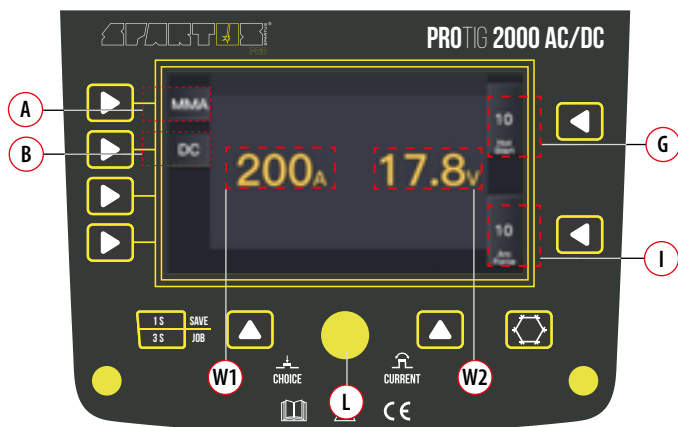 SPARTUS®
PROTIG 2000 AC/DC
A
MMA
10
Hot
Start
G
B
DC
200A
17.8V
10
Arc
Force
I
1 S SAVE
3 S JOB
W1
CHOICE
L
CURRENT
W2
CE